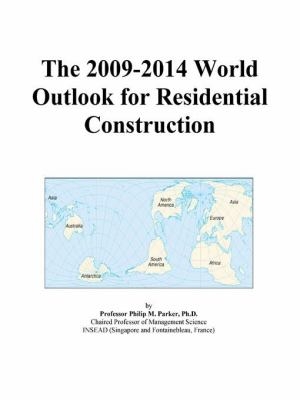 The 2009-2014 World
Outlook for Residential
Construction
Asia
North
America
Asia
Europe
Australia
Africa
South
America
Antarctica
by
Professor Philip M. Parker, Ph.D.
Chaired Professor of Management Science
INSEAD (Singapore and Fontainebleau, France)